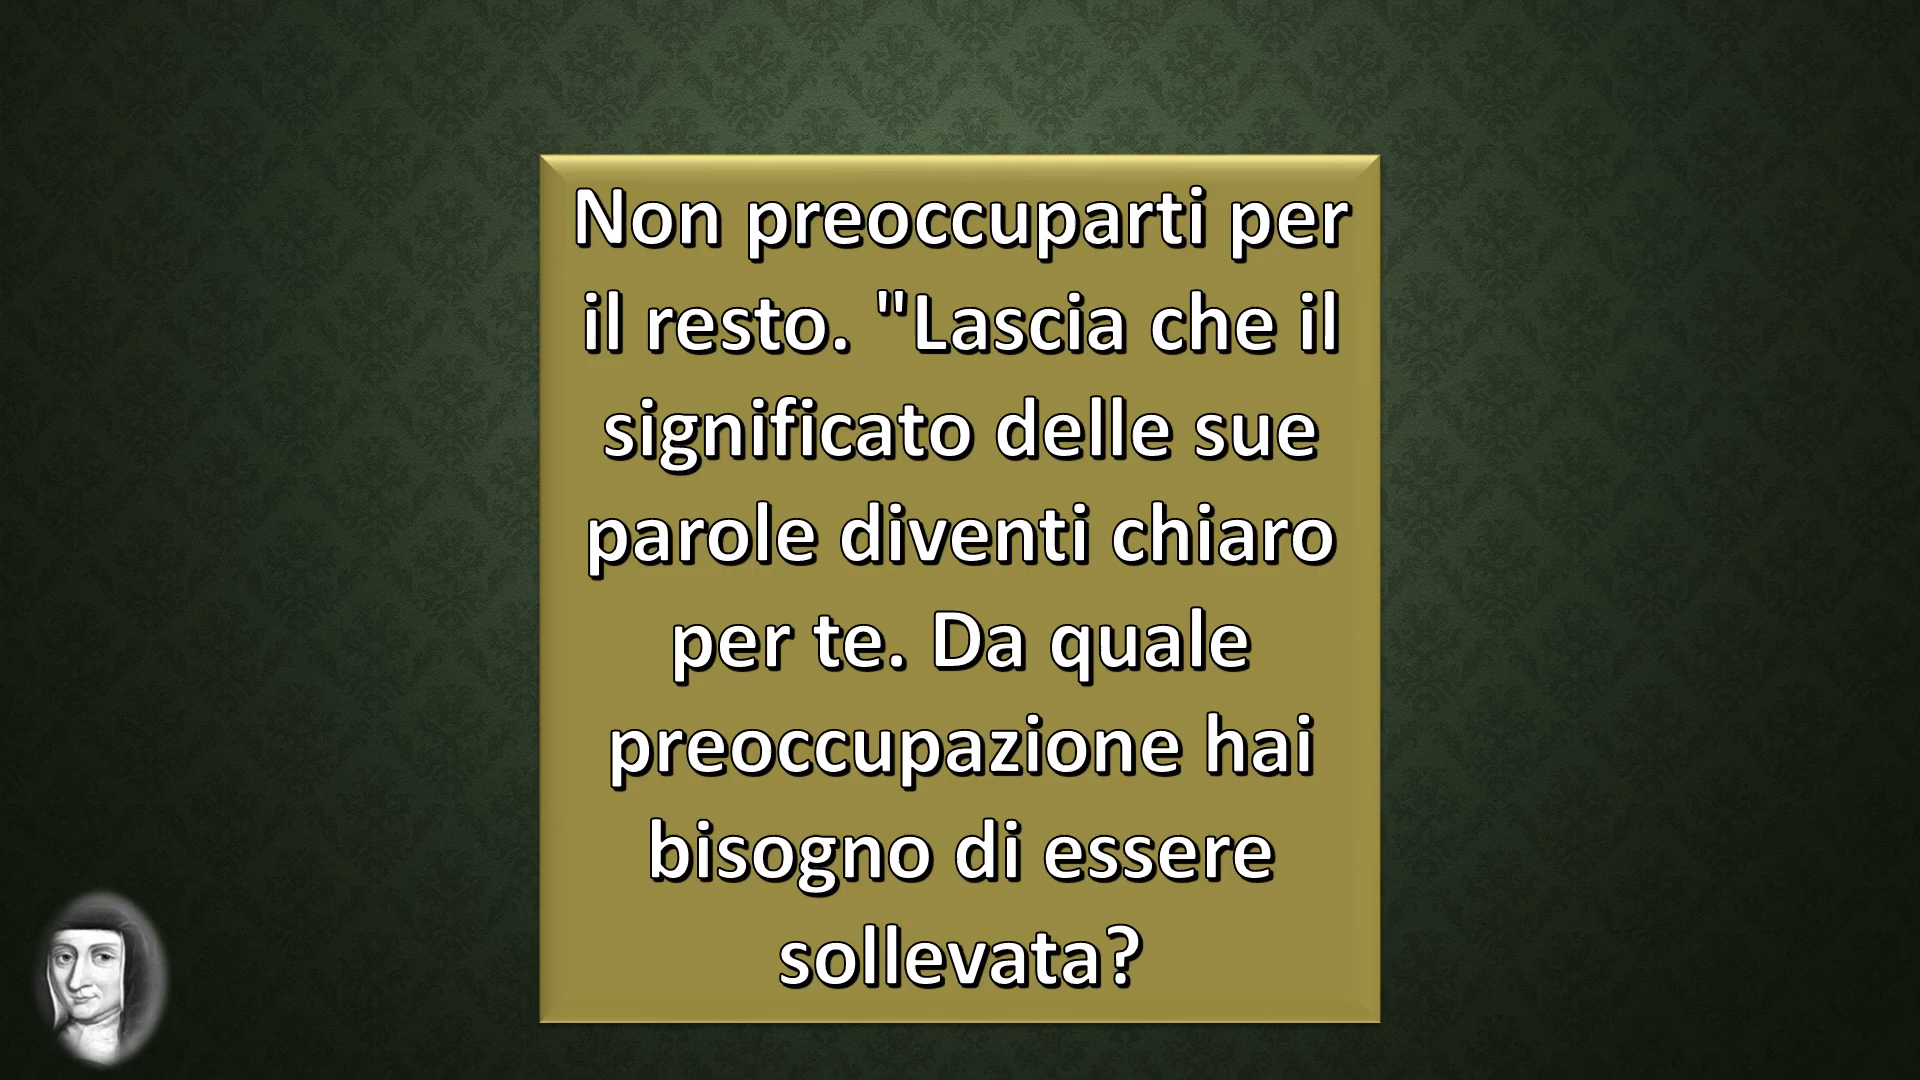 Non preoccuparti per
il resto. "Lascia che il
significato delle sue
parole diventi chiaro
per te. Da quale
preoccupazione hai
bisogno di essere
sollevata?